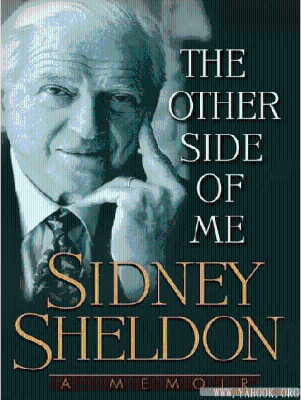 THE
OTHER
SIDE
OF
ME
SIDNEY
SHELDON
A MEMOIR
WWW.YABOOK.ORG